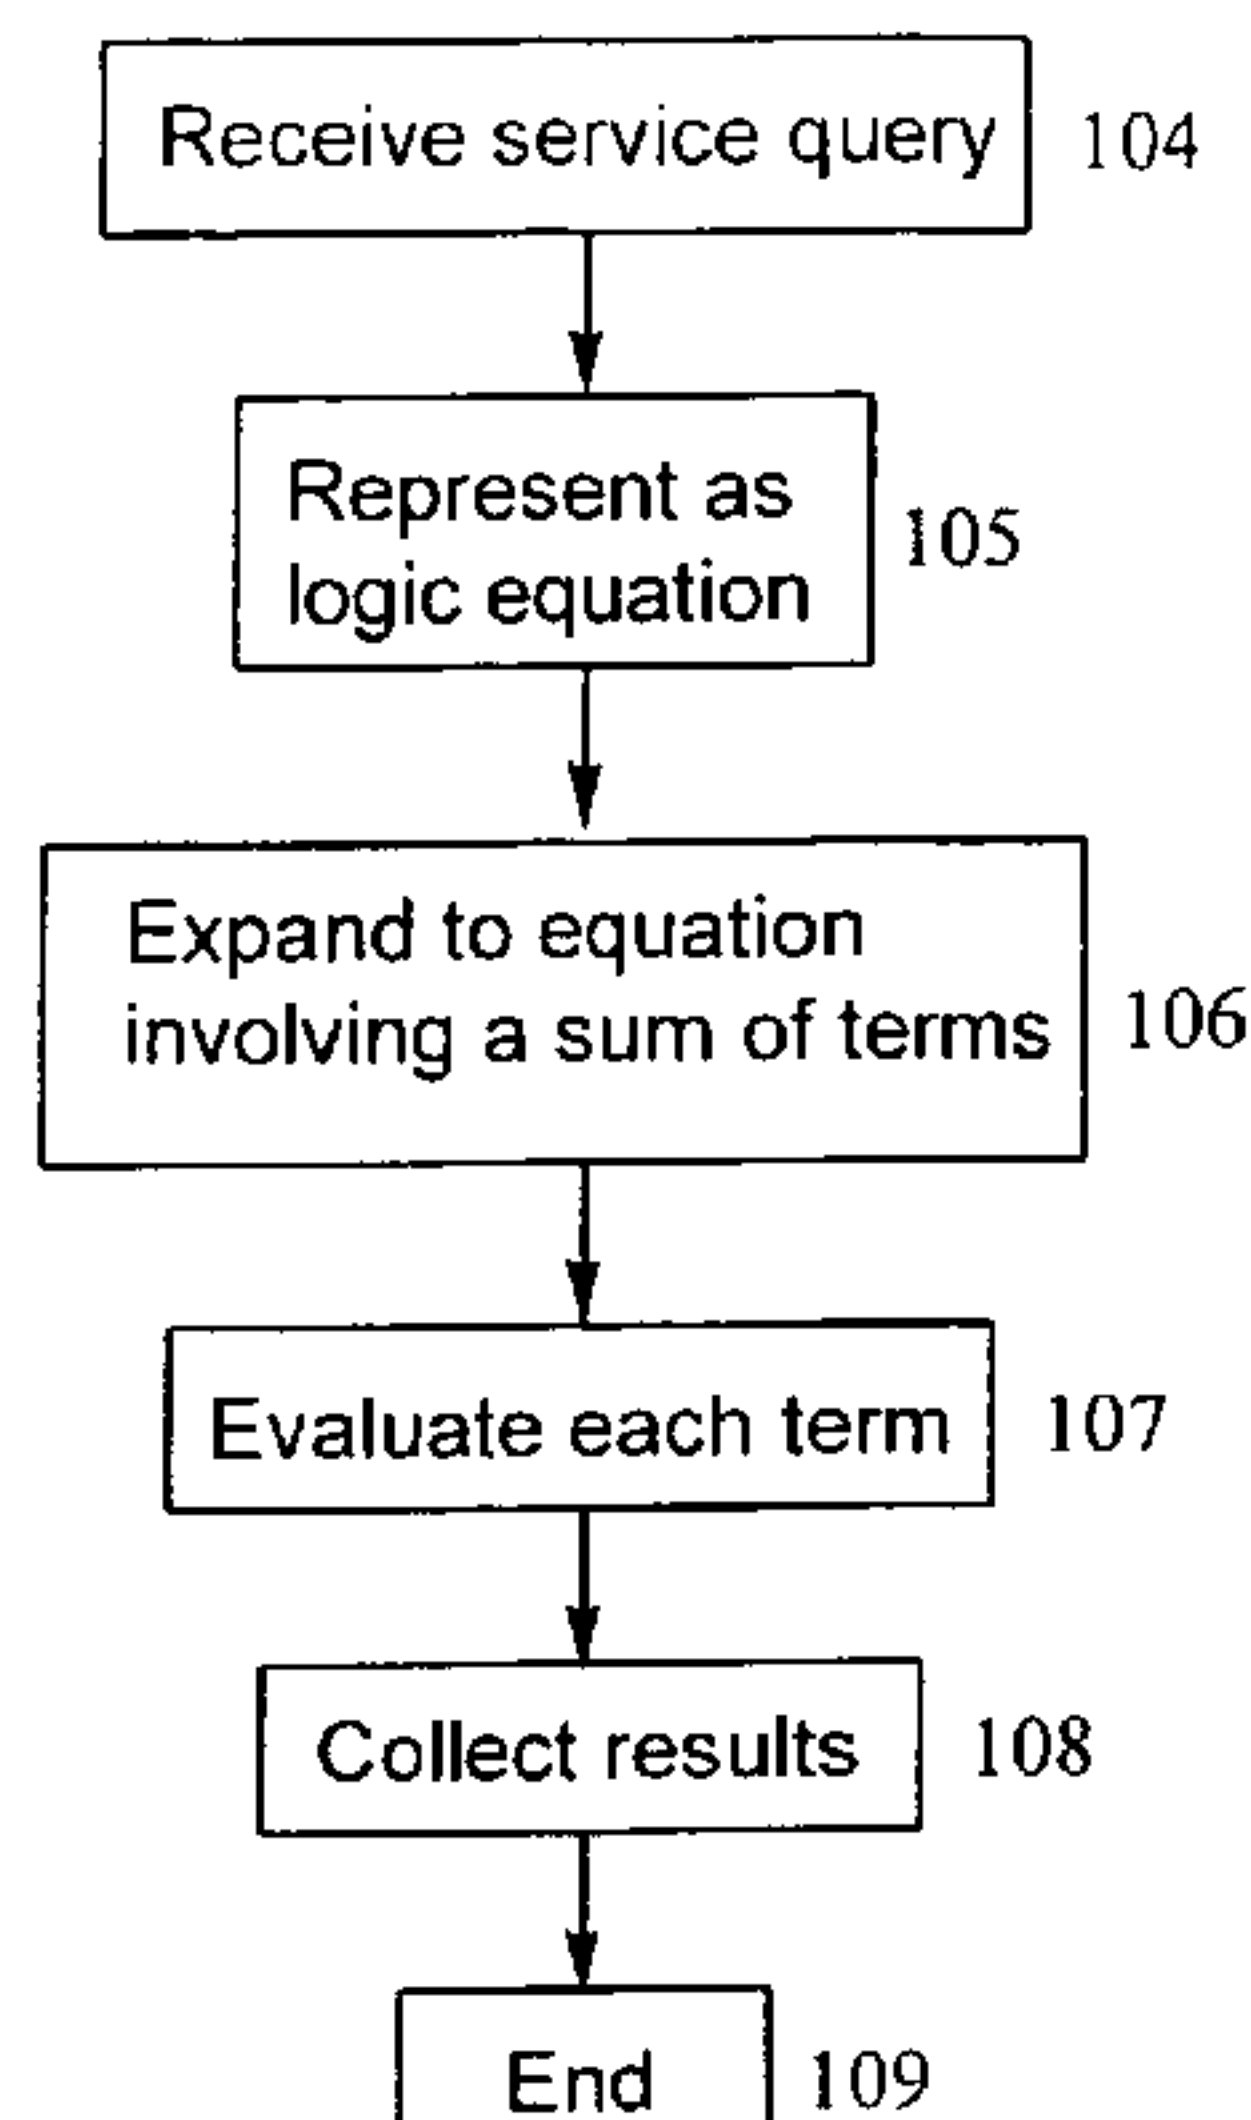 Receive service query 104
Represent as
logic equation
105
Expand to equation
involving a sum of terms
106
Evaluate each term 107
Collect results 108
End 109